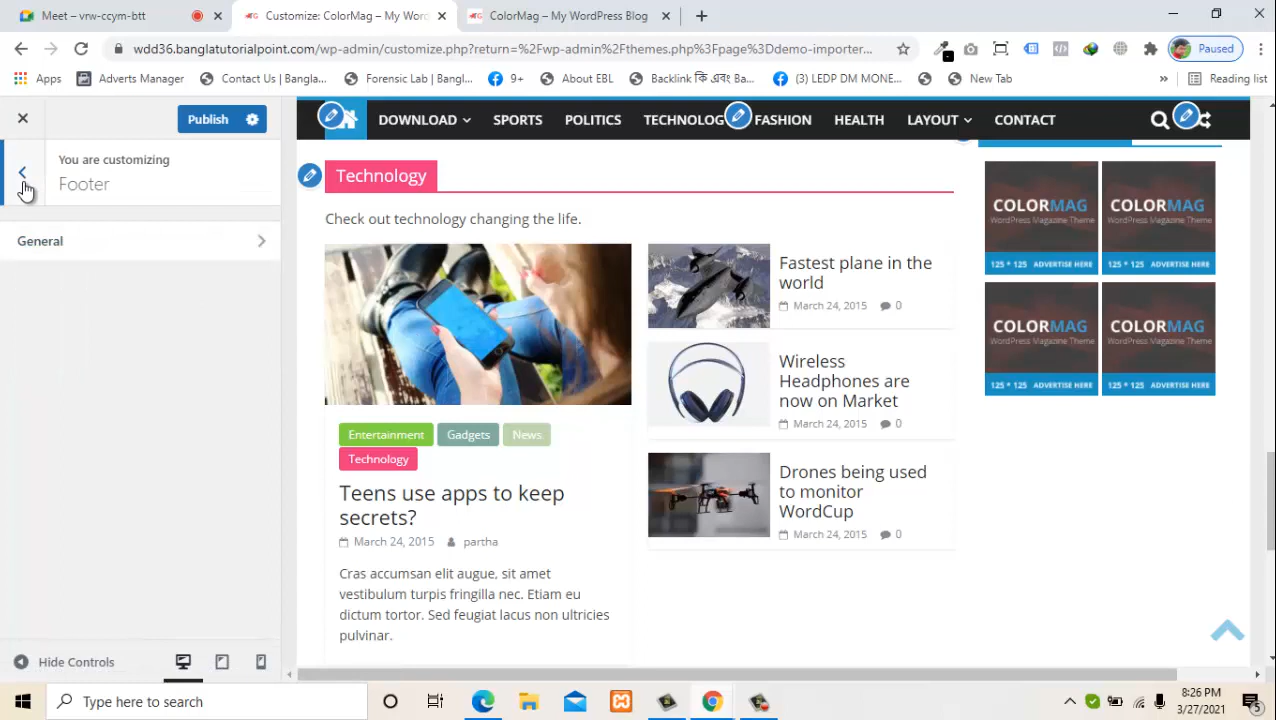 Meet – vrw-ccym-btt
Customize: ColorMag – My Word
ColorMag – My WordPress Blog
wdd36.banglatutorialpoint.com/wp-admin/customize.php?return=%2Fwp-admin%2Fthemes.php%3Fpage%3Ddemo-importer...
Paused
Apps
Adverts Manager
Contact Us | Bangla...
Forensic Lab | Bangl...
9+
About EBL
Backlink কি এবং Ba...
(3) LEDP DM MONE...
New Tab
»
Reading list
Publish
DOWNLOAD
SPORTS
POLITICS
TECHNOLOG
FASHION
HEALTH
LAYOUT
CONTACT
You are customizing
Footer
General
Technology
Check out technology changing the life.
Entertainment
Gadgets
News
Technology
Teens use apps to keep
secrets?
March 24, 2015
partha
Cras accumsan elit augue, sit amet
vestibulum turpis fringilla nec. Etiam eu
dictum tortor. Sed feugiat lacus non ultricies
pulvinar.
Fastest plane in the
world
March 24, 2015
0
Wireless
Headphones are
now on Market
March 24, 2015
0
Drones being used
to monitor
WordCup
March 24, 2015
0
COLORMAG
WordPress Magazine Theme
125 * 125 ADVERTISE HERE
COLORMAG
WordPress Magazine Theme
125 * 125 ADVERTISE HERE
COLORMAG
WordPress Magazine Theme
125 * 125 ADVERTISE HERE
COLORMAG
WordPress Magazine Theme
125 * 125 ADVERTISE HERE
Hide Controls
Type here to search
8:26 PM
3/27/2021
5